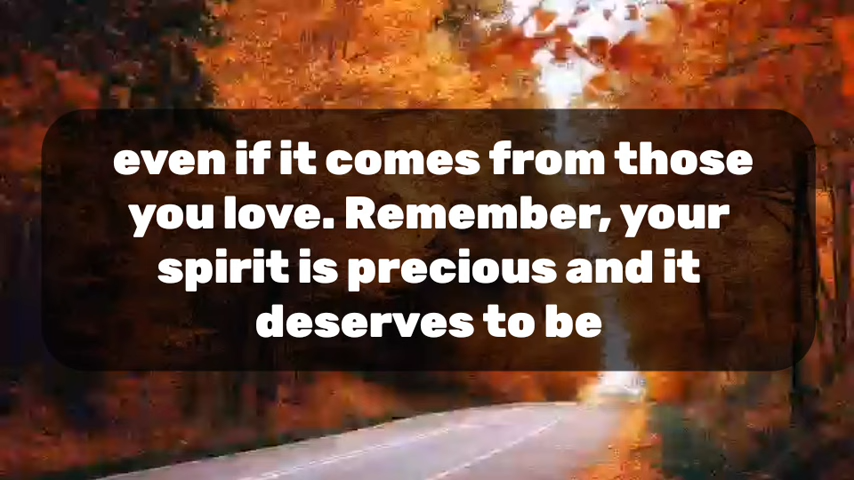 even if it comes from those
you love. Remember, your
spirit is precious and it
deserves to be